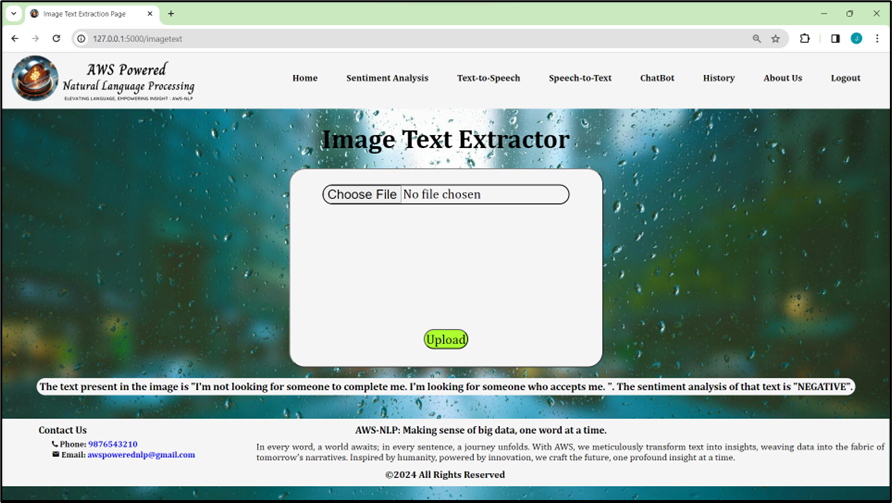 Image Text Extraction Page
127.0.0.1:5000/imagetext
J
AWS Powered
Natural Language Processing
ELEVATING LANGUAGE, EMPOWERING INSIGHT - AWS-NLP
Home Sentiment Analysis Text-to-Speech Speech-to-Text ChatBot History About Us Logout
Image Text Extractor
Choose File No file chosen
Upload
The text present in the image is "I'm not looking for someone to complete me. I'm looking for someone who accepts me. ". The sentiment analysis of that text is "NEGATIVE".
Contact Us
Phone: 9876543210
Email: awspowerednlp@gmail.com
AWS-NLP: Making sense of big data, one word at a time.
In every word, a world awaits; in every sentence, a journey unfolds. With AWS, we meticulously transform text into insights, weaving data into the fabric of
tomorrow's narratives. Inspired by humanity, powered by innovation, we craft the future, one profound insight at a time.
©2024 All Rights Reserved